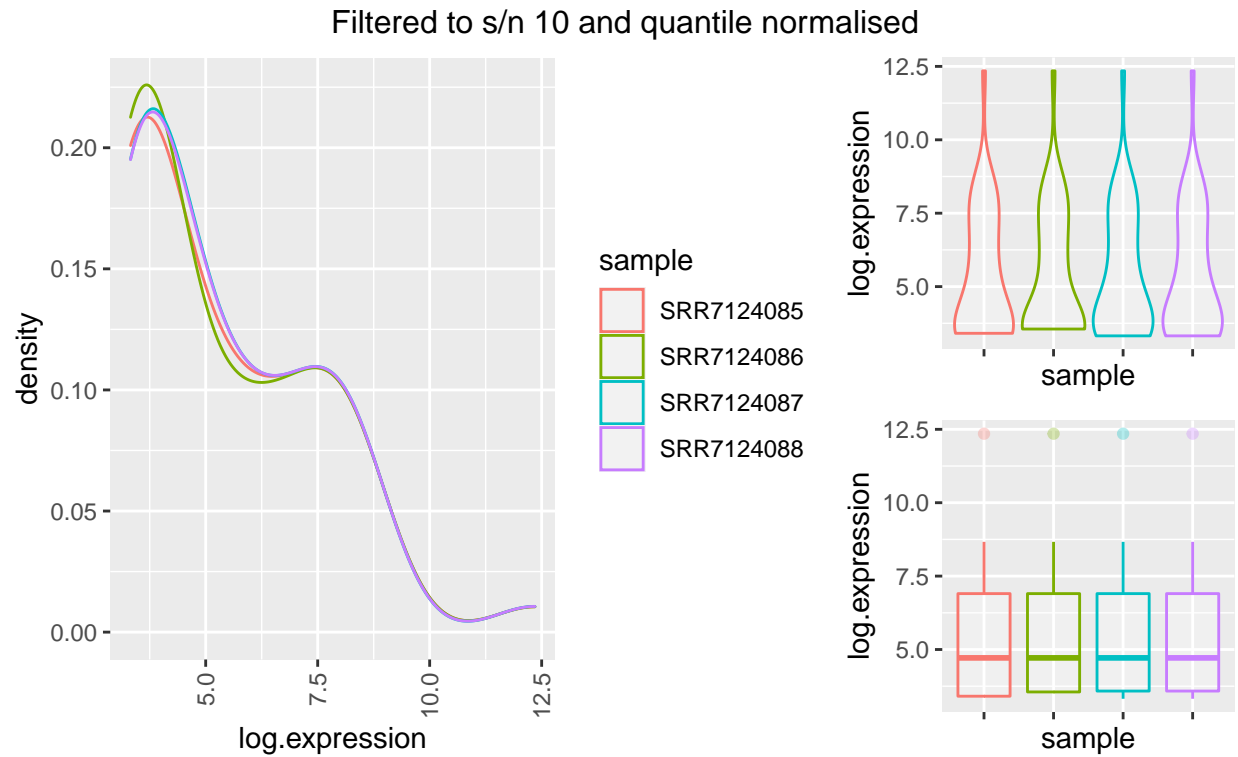 Filtered to s/n 10 and quantile normalised
density
0.20
0.15
0.10
0.05
0.00
5.0
7.5
10.0
12.5
log.expression
sample
SRR7124085
SRR7124086
SRR7124087
SRR7124088
log.expression
12.5
10.0
7.5
5.0
sample
log.expression
12.5
10.0
7.5
5.0
sample